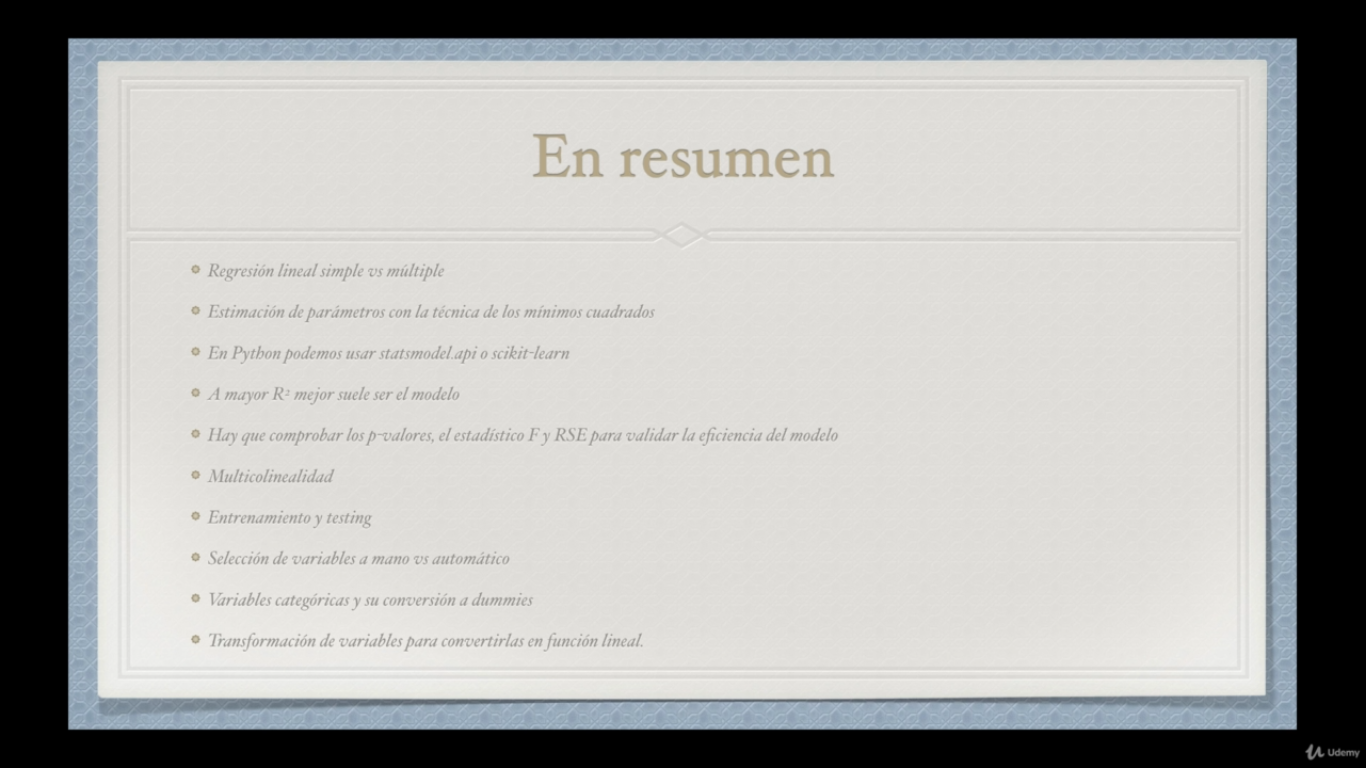 En resumen
Regresión lineal simple vs múltiple
Estimación de parámetros con la técnica de los mínimos cuadrados
En Python podemos usar statsmodel.api o scikit-learn
A mayor R² mejor suele ser el modelo
Hay que comprobar los p-valores, el estadístico F y RSE para validar la eficiencia del modelo
Multicolinealidad
Entrenamiento y testing
Selección de variables a mano vs automático
Variables categóricas y su conversión a dummies
Transformación de variables para convertirlas en función lineal.
Udemy